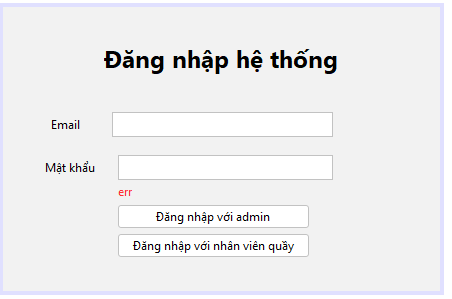 Đăng nhập hệ thống
Email
Mật khẩu
err
Đăng nhập với admin
Đăng nhập với nhân viên quầy